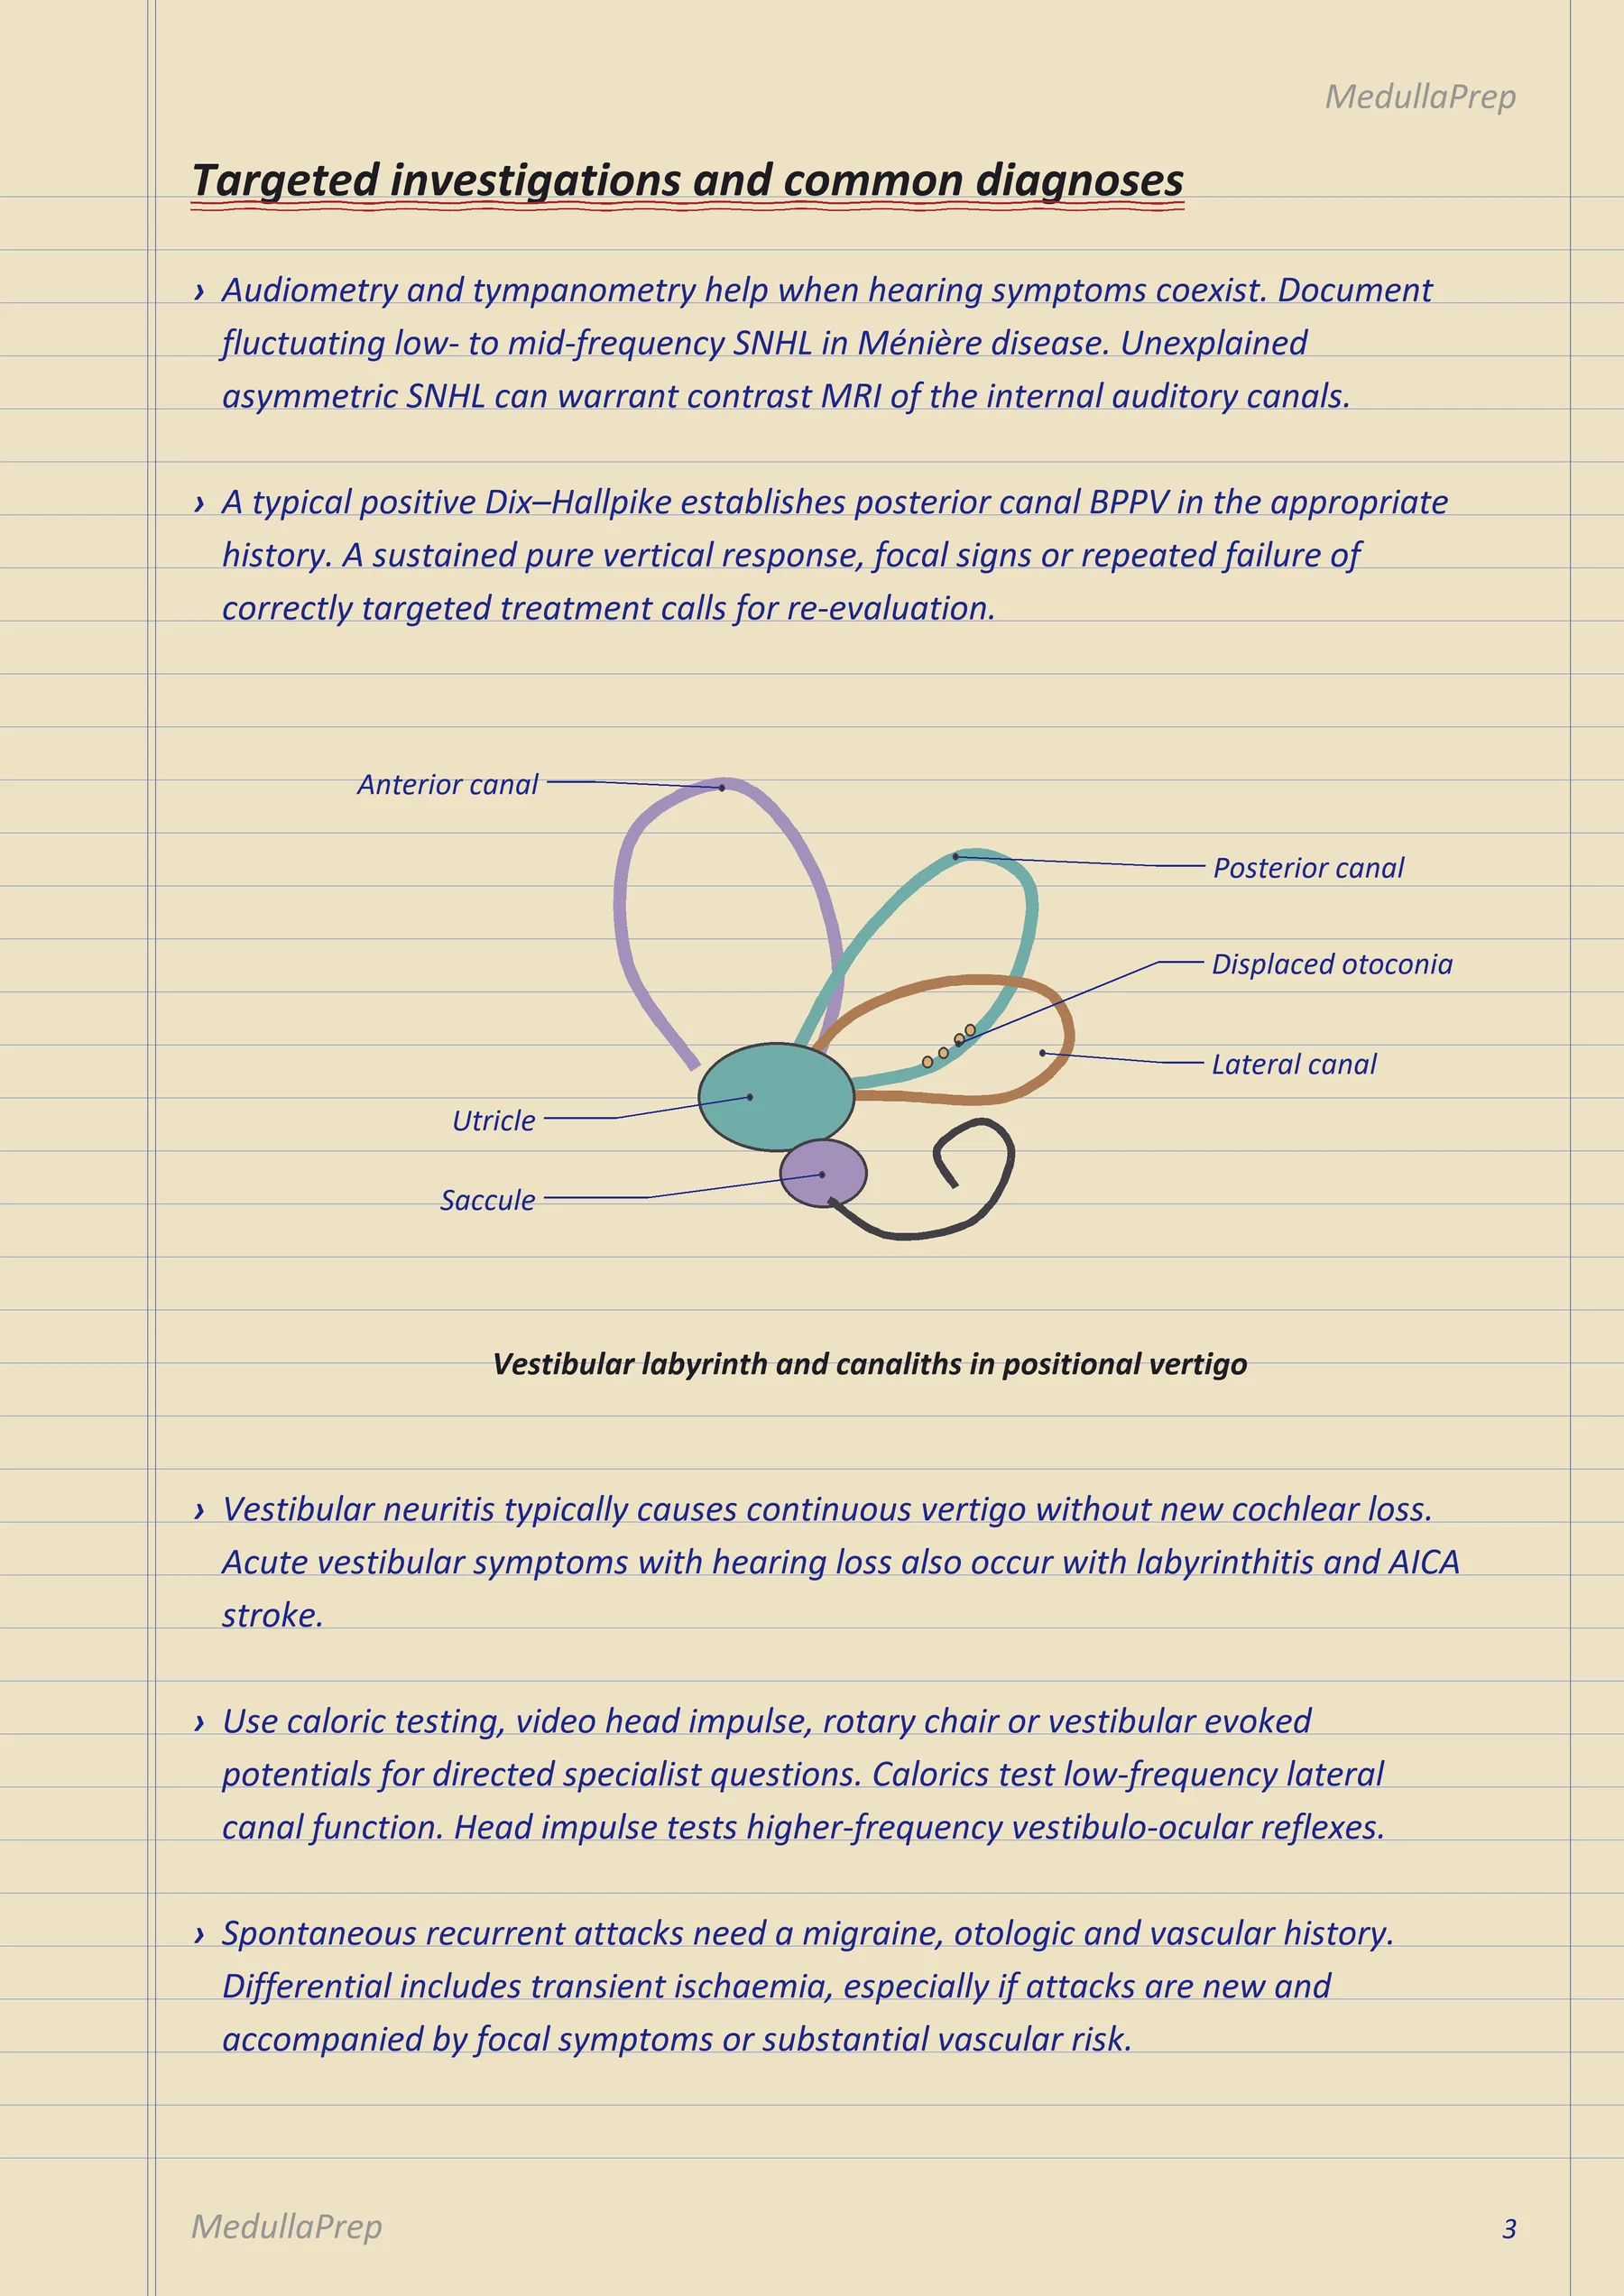 MedullaPrep
Targeted investigations and common diagnoses
› Audiometry and tympanometry help when hearing symptoms coexist. Document
fluctuating low- to mid-frequency SNHL in Ménière disease. Unexplained
asymmetric SNHL can warrant contrast MRI of the internal auditory canals.
› A typical positive Dix–Hallpike establishes posterior canal BPPV in the appropriate
history. A sustained pure vertical response, focal signs or repeated failure of
correctly targeted treatment calls for re-evaluation.
Anterior canal
Posterior canal
Displaced otoconia
Lateral canal
Utricle
Saccule
Vestibular labyrinth and canaliths in positional vertigo
› Vestibular neuritis typically causes continuous vertigo without new cochlear loss.
Acute vestibular symptoms with hearing loss also occur with labyrinthitis and AICA
stroke.
› Use caloric testing, video head impulse, rotary chair or vestibular evoked
potentials for directed specialist questions. Calorics test low-frequency lateral
canal function. Head impulse tests higher-frequency vestibulo-ocular reflexes.
› Spontaneous recurrent attacks need a migraine, otologic and vascular history.
Differential includes transient ischaemia, especially if attacks are new and
accompanied by focal symptoms or substantial vascular risk.
MedullaPrep
3